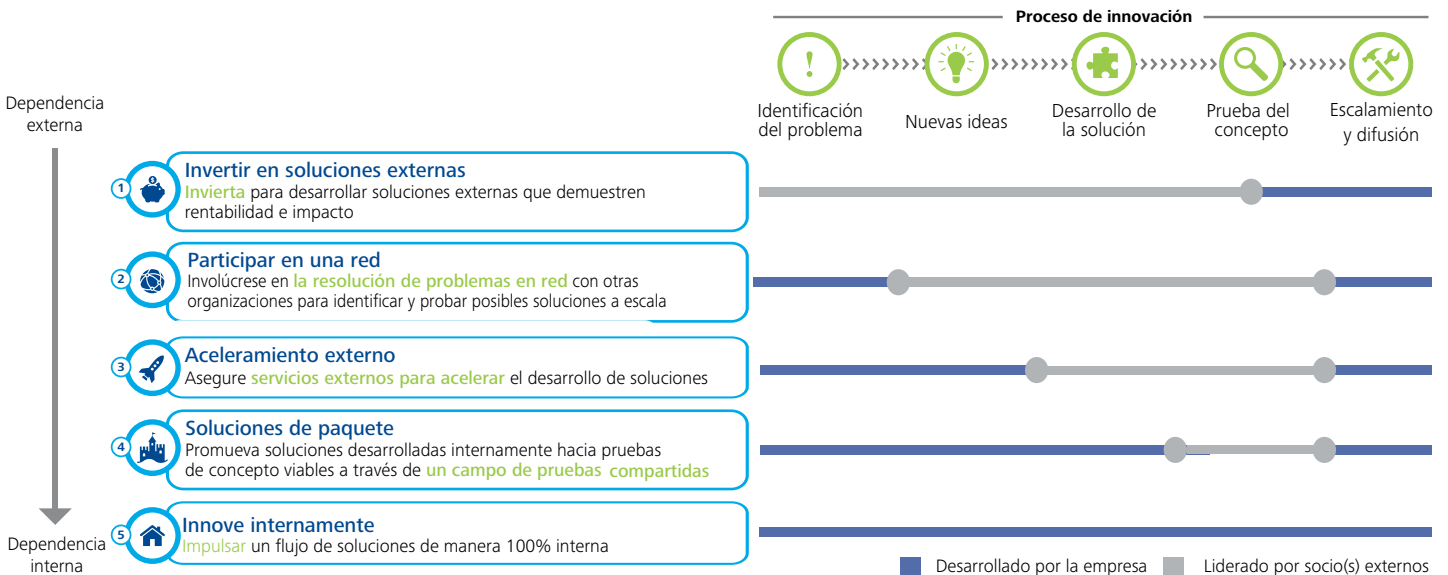 Proceso de innovación
!
Identificación
del problema
Nuevas ideas
Desarrollo de
la solución
Prueba del
concepto
Escalamiento
y difusión
Dependencia
externa
1
Invertir en soluciones externas
Invierta para desarrollar soluciones externas que demuestren
rentabilidad e impacto
2
Participar en una red
Involúcrese en la resolución de problemas en red con otras
organizaciones para identificar y probar posibles soluciones a escala
3
Aceleramiento externo
Asegure servicios externos para acelerar el desarrollo de soluciones
4
Soluciones de paquete
Promueva soluciones desarrolladas internamente hacia pruebas
de concepto viables a través de un campo de pruebas compartidas
5
Innove internamente
Impulsar un flujo de soluciones de manera 100% interna
Dependencia
interna
Desarrollado por la empresa
Liderado por socio(s) externos